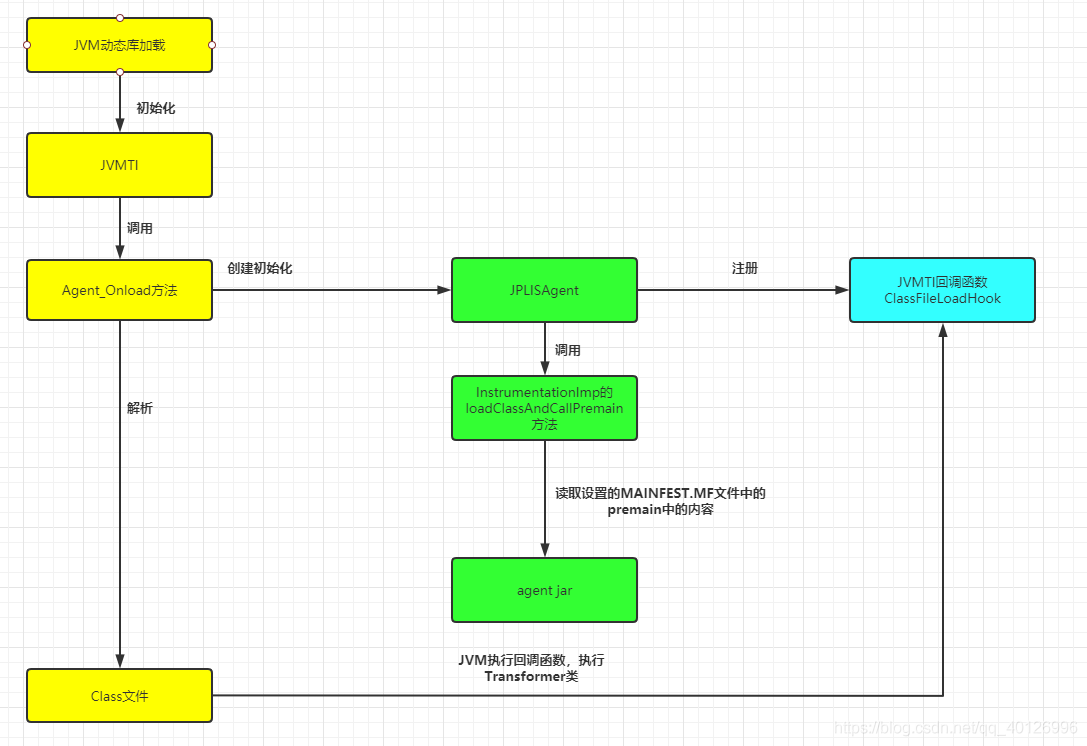 JVM动态库加载
初始化
JVMTI
调用
Agent_Onload方法
创建初始化
JPLISAgent
注册
JVMTI回调函数
ClassFileLoadHook
调用
InstrumentationImp的
loadClassAndCallPremain
方法
解析
读取设置的MAINFEST.MF文件中的
premain中的内容
agent jar
JVM执行回调函数，执行
Transformer类
Class文件
https://blog.csdn.net/qq_40126996